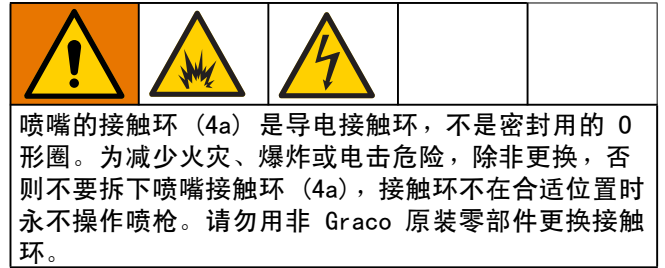 喷嘴的接触环 (4a) 是导电接触环，不是密封用的 O
形圈。为减少火灾、爆炸或电击危险，除非更换，否
则不要拆下喷嘴接触环 (4a)，接触环不在合适位置时
永不操作喷枪。请勿用非 Graco 原装零部件更换接触
环。